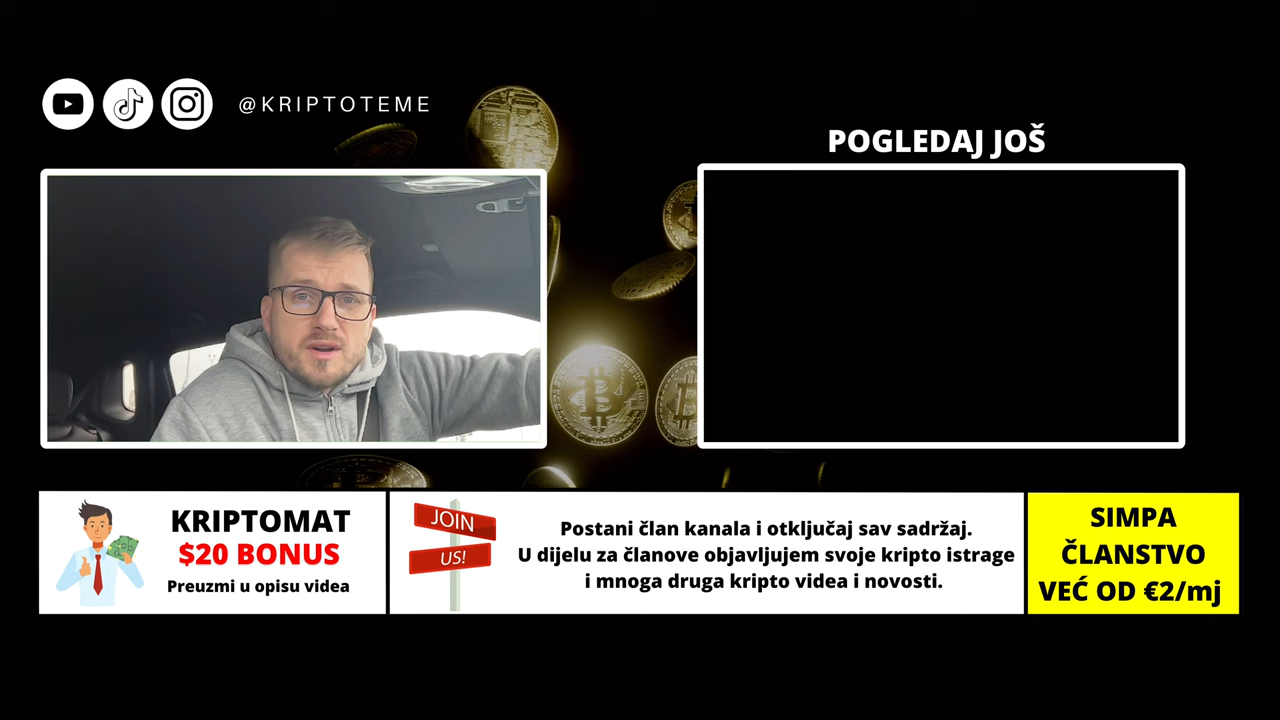 @KRIPTOTEME
POGLEDAJ JOŠ
KRIPTOMAT
$20 BONUS
Preuzmi u opisu videa
JOIN
US!
Postani član kanala i otključaj sav sadržaj.
U dijelu za članove objavljujem svoje kripto istrage
i mnoga druga kripto videa i novosti.
SIMPA
ČLANSTVO
VEĆ OD €2/mj